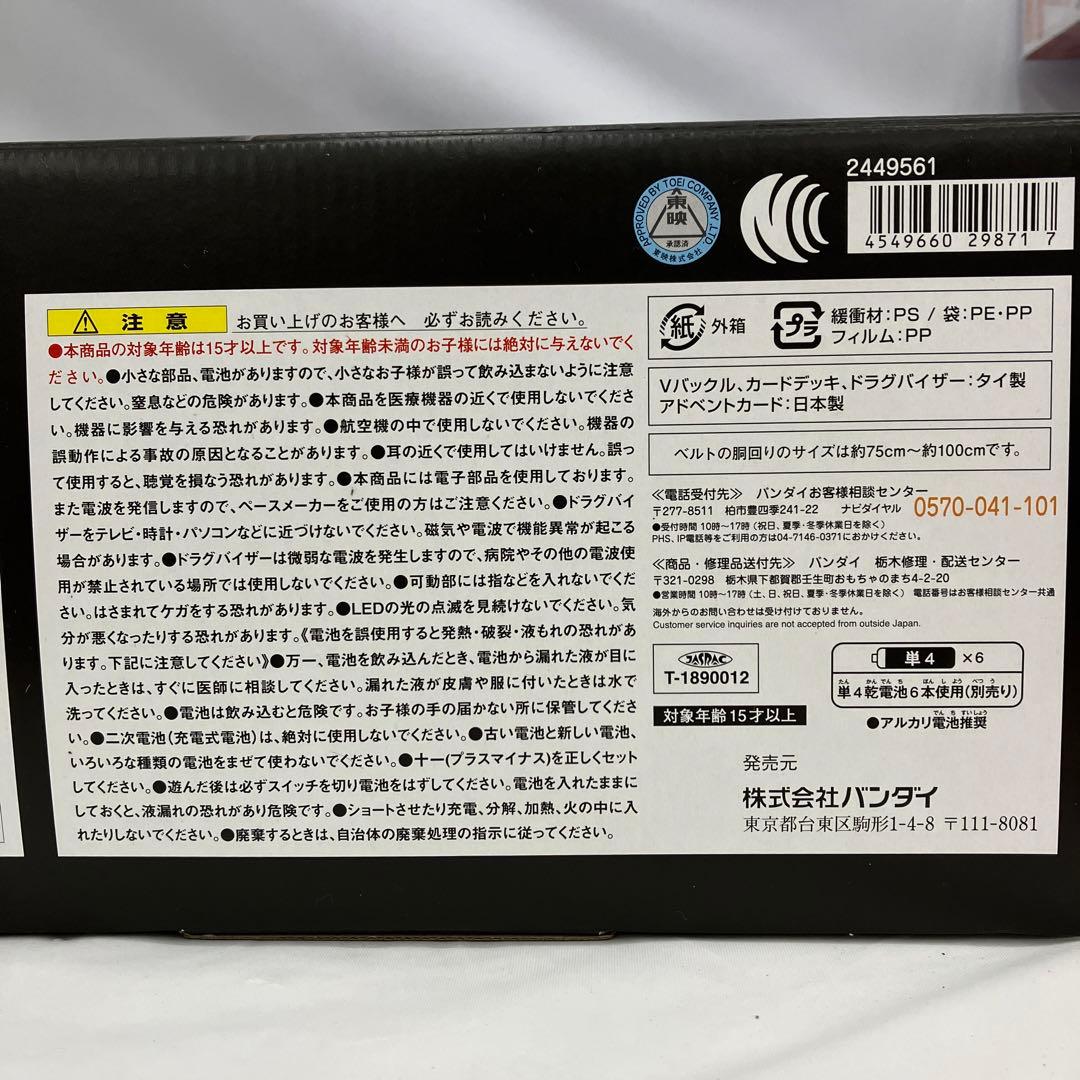 2449561
4549660 29871 7
APPROVED BY TOEI COMPANY, LTD.
東映
承認済
東映株式会社
注意
お買い上げのお客様へ 必ずお読みください。
●本商品の対象年齢は15才以上です。対象年齢未満のお子様には絶対に与えないでく
ださい。●小さな部品、電池がありますので、小さなお子様が誤って飲み込まないように注意
してください。窒息などの危険があります。●本商品を医療機器の近くで使用しないでくださ
い。機器に影響を与える恐れがあります。●航空機の中で使用しないでください。機器の
誤動作による事故の原因となることがあります。●耳の近くで使用してはいけません。誤っ
て使用すると、聴覚を損なう恐れがあります。●本商品には電子部品を使用しております。
また電波を発信しますので、ペースメーカーをご使用の方はご注意ください。●ドラグバイ
ザーをテレビ・時計・パソコンなどに近づけないでください。磁気や電波で機能異常が起こる
場合があります。●ドラグバイザーは微弱な電波を発生しますので、病院やその他の電波使
用が禁止されている場所では使用しないでください。●可動部には指などを入れないでくだ
さい。はさまれてケガをする恐れがあります。●LEDの光の点滅を見続けないでください。気
分が悪くなったりする恐れがあります。《電池を誤使用すると発熱・破裂・液もれの恐れがあ
ります。下記に注意してください》●万一、電池を飲み込んだとき、電池から漏れた液が目に
入ったときは、すぐに医師に相談してください。漏れた液が皮膚や服に付いたときは水で
洗ってください。●電池は飲み込むと危険です。お子様の手の届かない所に保管してくださ
い。●二次電池(充電式電池)は、絶対に使用しないでください。●古い電池と新しい電池、
いろいろな種類の電池をまぜて使わないでください。●＋－(プラスマイナス)を正しくセット
してください。●遊んだ後は必ずスイッチを切り電池をはずしてください。電池を入れたままに
しておくと、液漏れの恐れがあり危険です。●ショートさせたり充電、分解、加熱、火の中に入
れたりしないでください。●廃棄するときは、自治体の廃棄処理の指示に従ってください。
紙 外箱
プラ 緩衝材:PS / 袋:PE・PP
フィルム:PP
Vバックル、カードデッキ、ドラグバイザー:タイ製
アドベントカード:日本製
ベルトの胴回りのサイズは約75cm〜約100cmです。
≪電話受付先≫ バンダイお客様相談センター
〒277-8511 柏市豊四季241-22 ナビダイヤル 0570-041-101
●受付時間 10時〜17時(祝日、夏季・冬季休業日を除く)
PHS、IP電話等をご利用の方は04-7146-0371におかけください。
≪商品・修理品送付先≫ バンダイ 栃木修理・配送センター
〒321-0298 栃木県下都賀郡壬生町おもちゃのまち4-2-20
●営業時間 10時〜17時(土、日、祝日、夏季・冬季休業日を除く) 電話番号はお客様相談センター共通
海外からのお問い合わせは受け付けておりません。
Customer service inquiries are not accepted from outside Japan.
JASRAC
T-1890012
対象年齢15才以上
単4 ×6
単4乾電池6本使用(別売り)
●アルカリ電池推奨
発売元
株式会社バンダイ
東京都台東区駒形1-4-8 〒111-8081